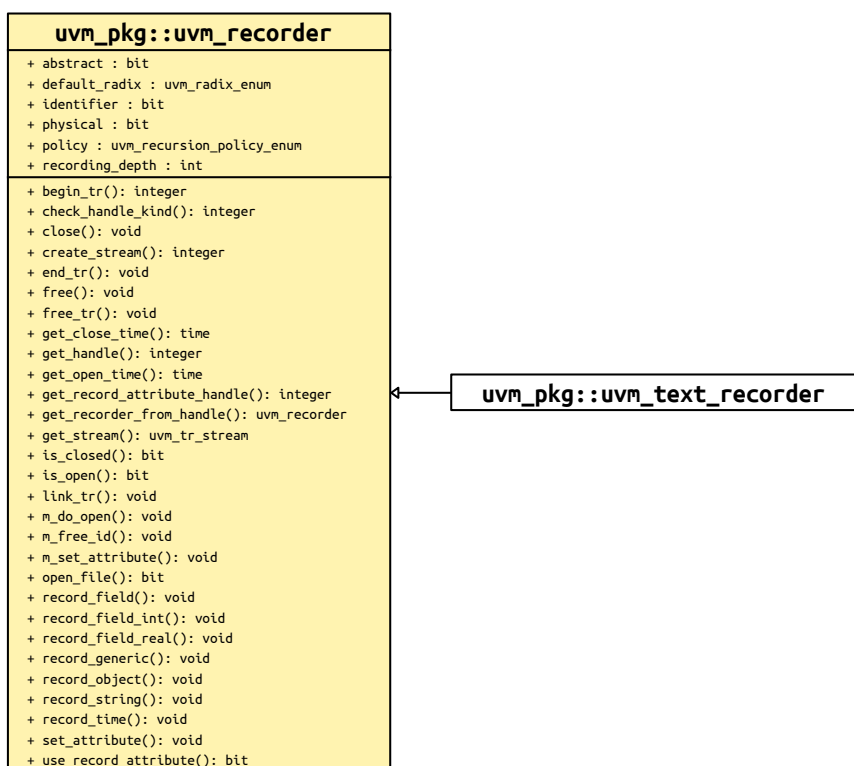 uvm_pkg::uvm_recorder
+ abstract : bit
+ default_radix : uvm_radix_enum
+ identifier : bit
+ physical : bit
+ policy : uvm_recursion_policy_enum
+ recording_depth : int
+ begin_tr(): integer
+ check_handle_kind(): integer
+ close(): void
+ create_stream(): integer
+ end_tr(): void
+ free(): void
+ free_tr(): void
+ get_close_time(): time
+ get_handle(): integer
+ get_open_time(): time
+ get_record_attribute_handle(): integer
+ get_recorder_from_handle(): uvm_recorder
+ get_stream(): uvm_tr_stream
+ is_closed(): bit
+ is_open(): bit
+ link_tr(): void
+ m_do_open(): void
+ m_free_id(): void
+ m_set_attribute(): void
+ open_file(): bit
+ record_field(): void
+ record_field_int(): void
+ record_field_real(): void
+ record_generic(): void
+ record_object(): void
+ record_string(): void
+ record_time(): void
+ set_attribute(): void
+ use_record_attribute(): bit
uvm_pkg::uvm_text_recorder